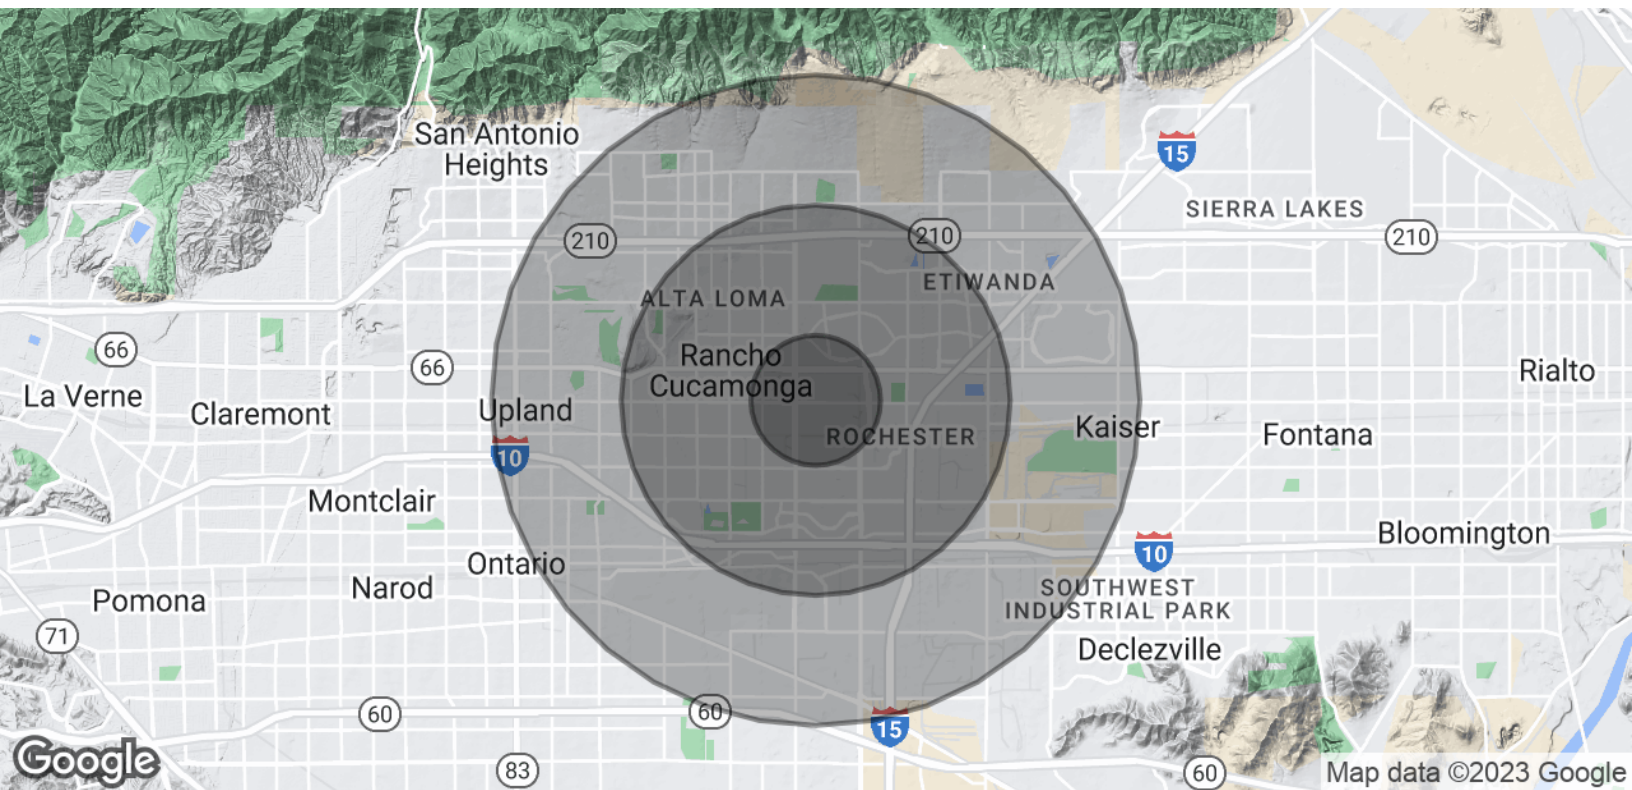 San Antonio
Heights
15
SIERRA LAKES
210
210
210
ETIWANDA
ALTA LOMA
66
66
Rancho
Cucamonga
La Verne
Claremont
Upland
Rialto
ROCHESTER
Kaiser
Fontana
10
Montclair
Bloomington
10
Ontario
Narod
Pomona
SOUTHWEST
INDUSTRIAL PARK
71
Declezville
60
60
15
Google
83
60
Map data ©2023 Google